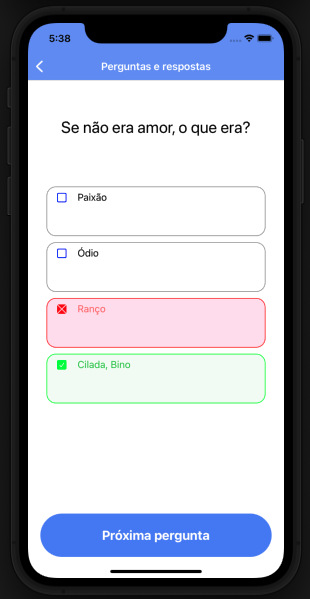 5:38
Perguntas e respostas
Se não era amor, o que era?
Paixão
Ódio
Ranço
Cilada, Bino
Próxima pergunta